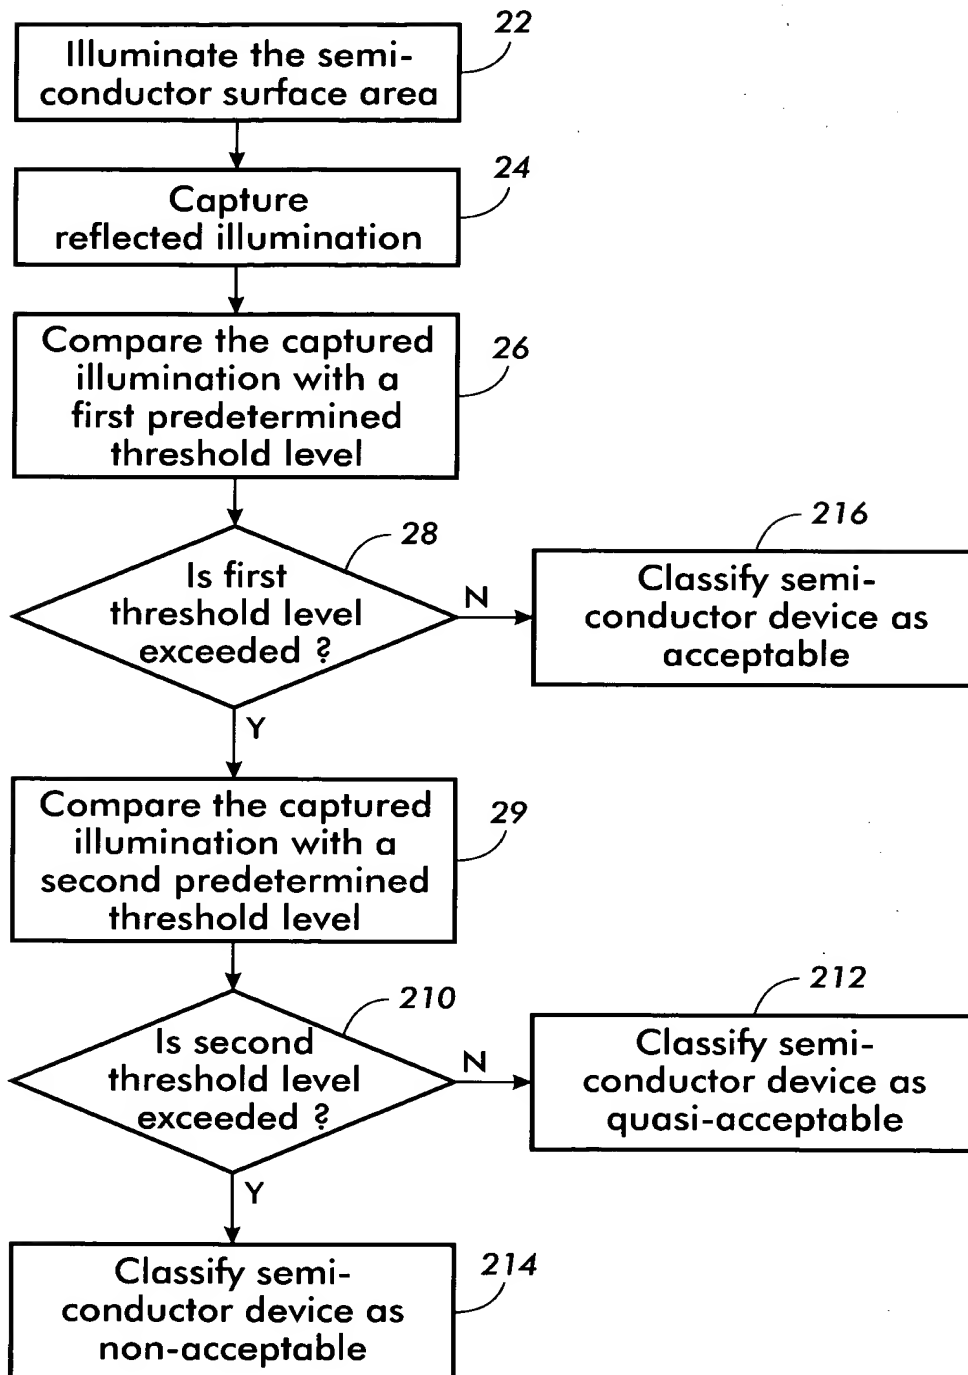 22
Illuminate the semi-
conductor surface area
24
Capture
reflected illumination
26
Compare the captured
illumination with a
first predetermined
threshold level
28
Is first
threshold level
exceeded ?
N
Y
216
Classify semi-
conductor device as
acceptable
29
Compare the captured
illumination with a
second predetermined
threshold level
210
Is second
threshold level
exceeded ?
N
Y
212
Classify semi-
conductor device as
quasi-acceptable
214
Classify semi-
conductor device as
non-acceptable